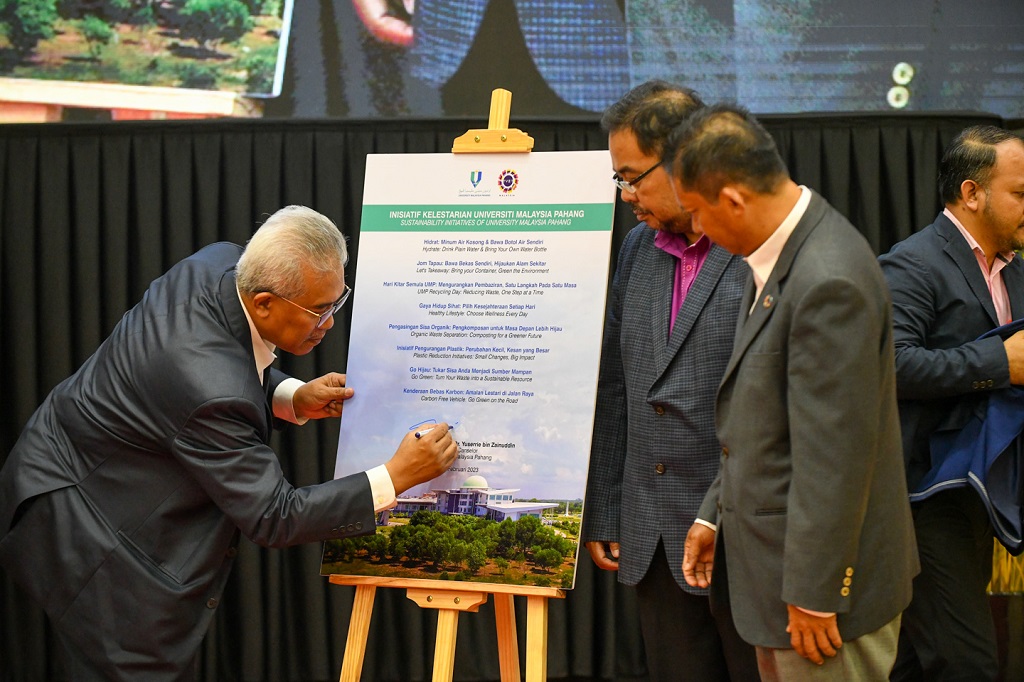 UNIVERSITI MALAYSIA PAHANG
INISIATIF KELESTARIAN UNIVERSITI MALAYSIA PAHANG
SUSTAINABILITY INITIATIVES OF UNIVERSITY MALAYSIA PAHANG
Hidrat: Minum Air Kosong & Bawa Botol Air Sendiri
Hydrate: Drink Plain Water & Bring Your Own Water Bottle
Jom Tapau: Bawa Bekas Sendiri, Hijaukan Alam Sekitar
Let's Takeaway: Bring your Container, Green the Environment
Hari Kitar Semula UMP: Mengurangkan Pembaziran, Satu Langkah Pada Satu Masa
UMP Recycling Day: Reducing Waste, One Step at a Time
Gaya Hidup Sihat: Pilih Kesejahteraan Setiap Hari
Healthy Lifestyle: Choose Wellness Every Day
Pengasingan Sisa Organik: Pengkomposan untuk Masa Depan Lebih Hijau
Organic Waste Separation: Composting for a Greener Future
Inisiatif Pengurangan Plastik: Perubahan Kecil, Kesan yang Besar
Plastic Reduction Initiatives: Small Changes, Big Impact
Go Hijau: Tukar Sisa Anda Menjadi Sumber Mampan
Go Green: Turn Your Waste into a Sustainable Resource
Kenderaan Bebas Karbon: Amalan Lestari di Jalan Raya
Carbon Free Vehicle: Go Green on the Road
Yuserrie bin Zainuddin
Malaysia Pahang
2023